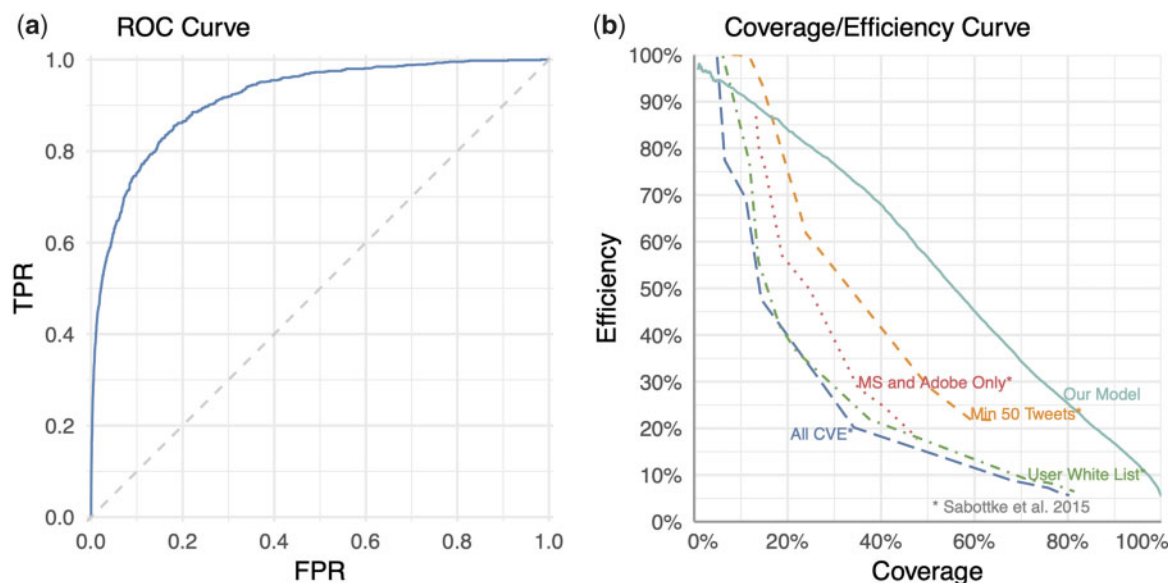 (a) ROC Curve
1.0
0.8
0.6
0.4
0.2
0.0
TPR
0.0 0.2 0.4 0.6 0.8 1.0
FPR
(b) Coverage/Efficiency Curve
100%
90%
80%
70%
60%
50%
40%
30%
20%
10%
0%
Efficiency
MS and Adobe Only*
Our Model
Min 50 Tweets*
All CVE*
User White List*
* Sabottke et al. 2015
0% 20% 40% 60% 80% 100%
Coverage